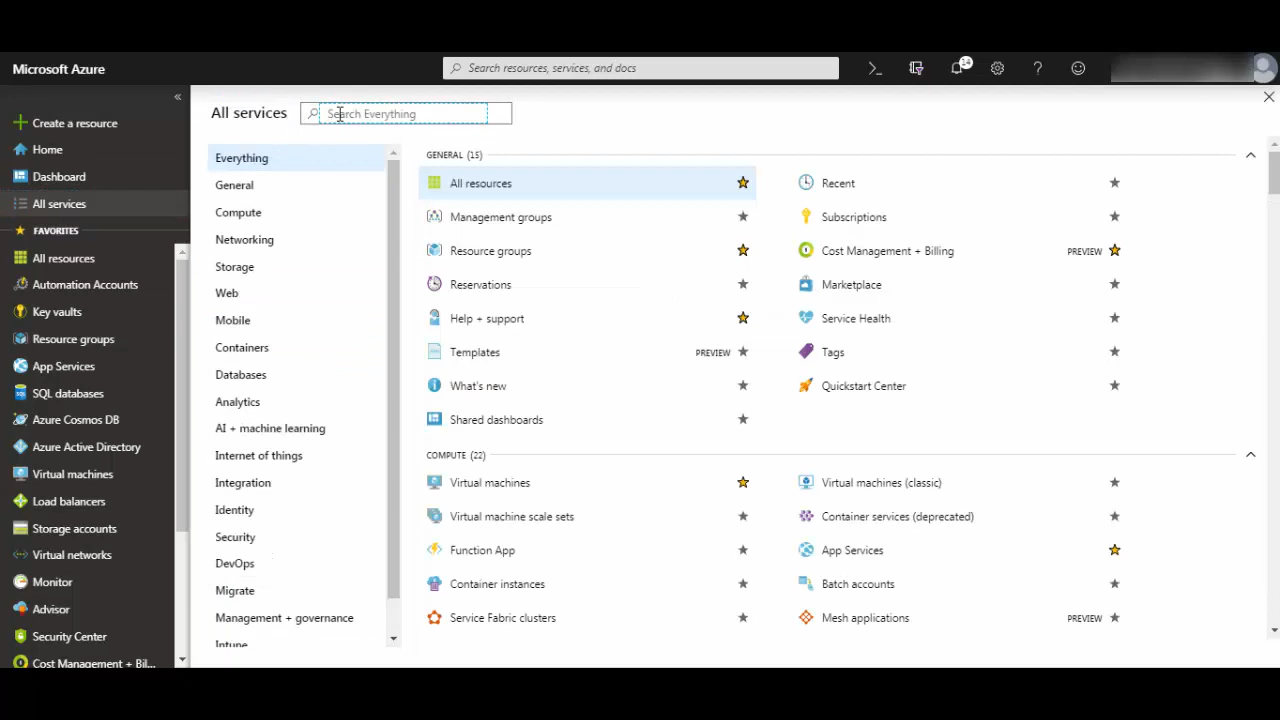 Microsoft Azure
Search resources, services, and docs
14
«
Create a resource
Home
Dashboard
All services
FAVORITES
All resources
Automation Accounts
Key vaults
Resource groups
App Services
SQL databases
Azure Cosmos DB
Azure Active Directory
Virtual machines
Load balancers
Storage accounts
Virtual networks
Monitor
Advisor
Security Center
Cost Management + Bil...
All services
Search Everything
Everything
General
Compute
Networking
Storage
Web
Mobile
Containers
Databases
Analytics
AI + machine learning
Internet of things
Integration
Identity
Security
DevOps
Migrate
Management + governance
Intune
GENERAL (15)
All resources
Recent
Management groups
Subscriptions
Resource groups
Cost Management + Billing PREVIEW
Reservations
Marketplace
Help + support
Service Health
Templates PREVIEW
Tags
What's new
Quickstart Center
Shared dashboards
COMPUTE (22)
Virtual machines
Virtual machines (classic)
Virtual machine scale sets
Container services (deprecated)
Function App
App Services
Container instances
Batch accounts
Service Fabric clusters
Mesh applications PREVIEW